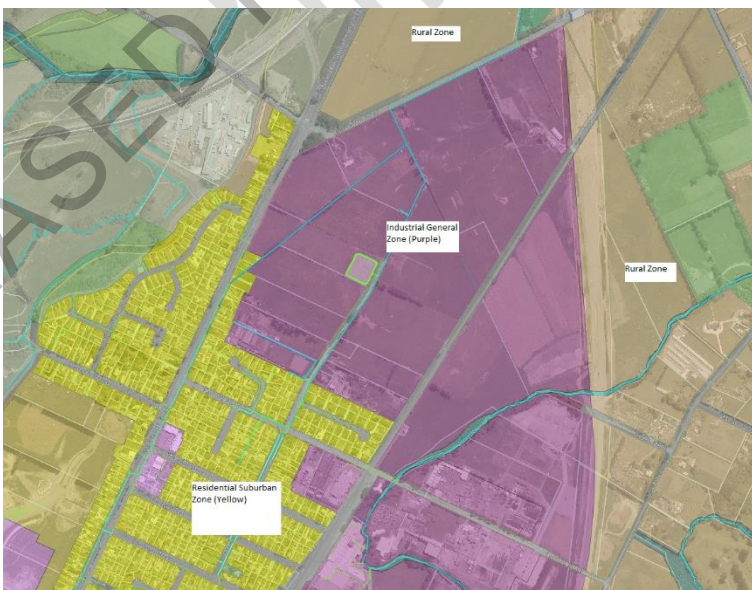 Rural Zone
Industrial General
Zone (Purple)
Rural Zone
Residential Suburban
Zone (Yellow)